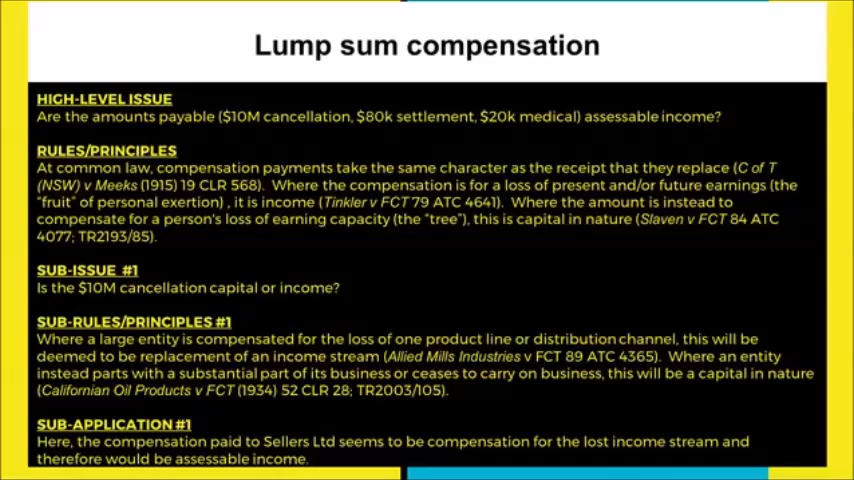 Lump sum compensation
HIGH-LEVEL ISSUE
Are the amounts payable ($10M cancellation, $80k settlement, $20k medical) assessable income?
RULES/PRINCIPLES
At common law, compensation payments take the same character as the receipt that they replace (C of T
(NSW) v Meeks (1915) 19 CLR 568). Where the compensation is for a loss of present and/or future earnings (the
"fruit" of personal exertion) , it is income (Tinkler v FCT 79 ATC 4641). Where the amount is instead to
compensate for a person's loss of earning capacity (the "tree"), this is capital in nature (Slaven v FCT 84 ATC
4077; TR2193/85).
SUB-ISSUE #1
Is the $10M cancellation capital or income?
SUB-RULES/PRINCIPLES #1
Where a large entity is compensated for the loss of one product line or distribution channel, this will be
deemed to be replacement of an income stream (Allied Mills Industries v FCT 89 ATC 4365). Where an entity
instead parts with a substantial part of its business or ceases to carry on business, this will be a capital in nature
(Californian Oil Products v FCT (1934) 52 CLR 28; TR2003/105).
SUB-APPLICATION #1
Here, the compensation paid to Sellers Ltd seems to be compensation for the lost income stream and
therefore would be assessable income.